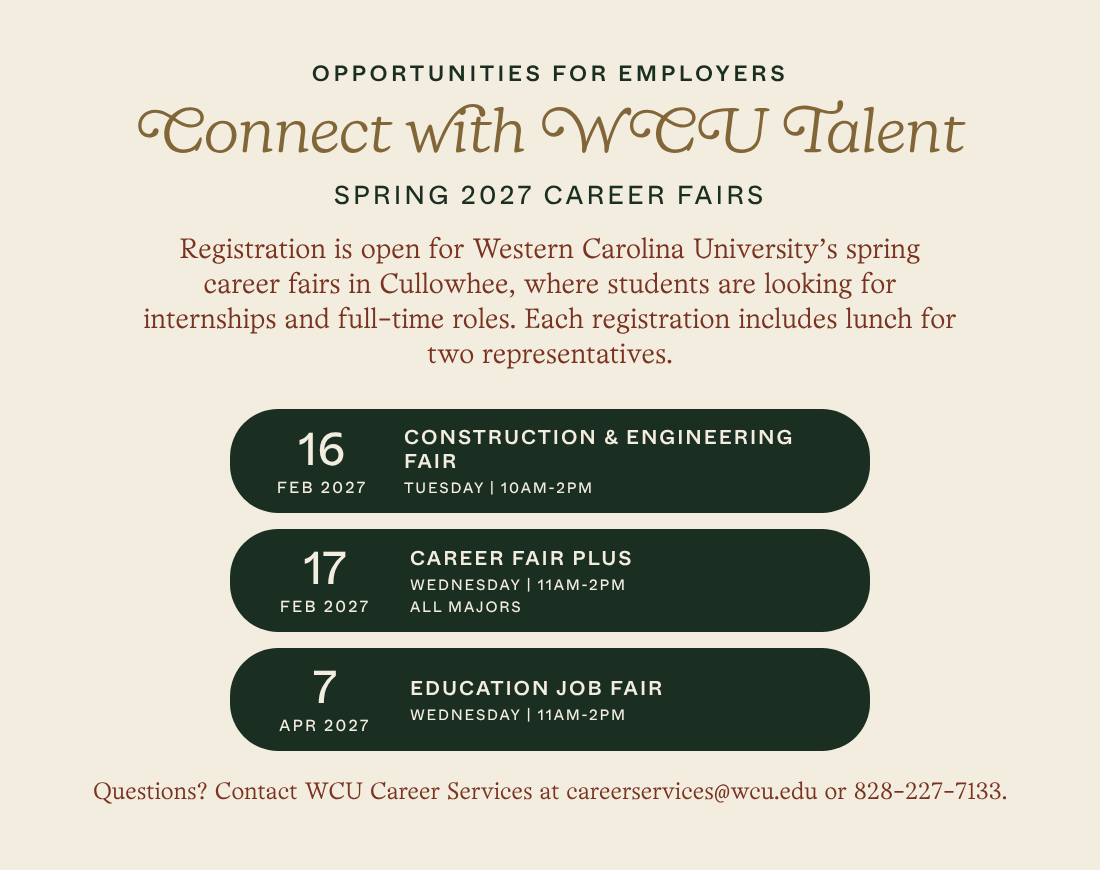 OPPORTUNITIES FOR EMPLOYERS
Connect with WCU Talent
SPRING 2027 CAREER FAIRS
Registration is open for Western Carolina University’s spring
career fairs in Cullowhee, where students are looking for
internships and full-time roles. Each registration includes lunch for
two representatives.
16
FEB 2027
CONSTRUCTION & ENGINEERING
FAIR
TUESDAY | 10AM-2PM
17
FEB 2027
CAREER FAIR PLUS
WEDNESDAY | 11AM-2PM
ALL MAJORS
7
APR 2027
EDUCATION JOB FAIR
WEDNESDAY | 11AM-2PM
Questions? Contact WCU Career Services at careerservices@wcu.edu or 828-227-7133.